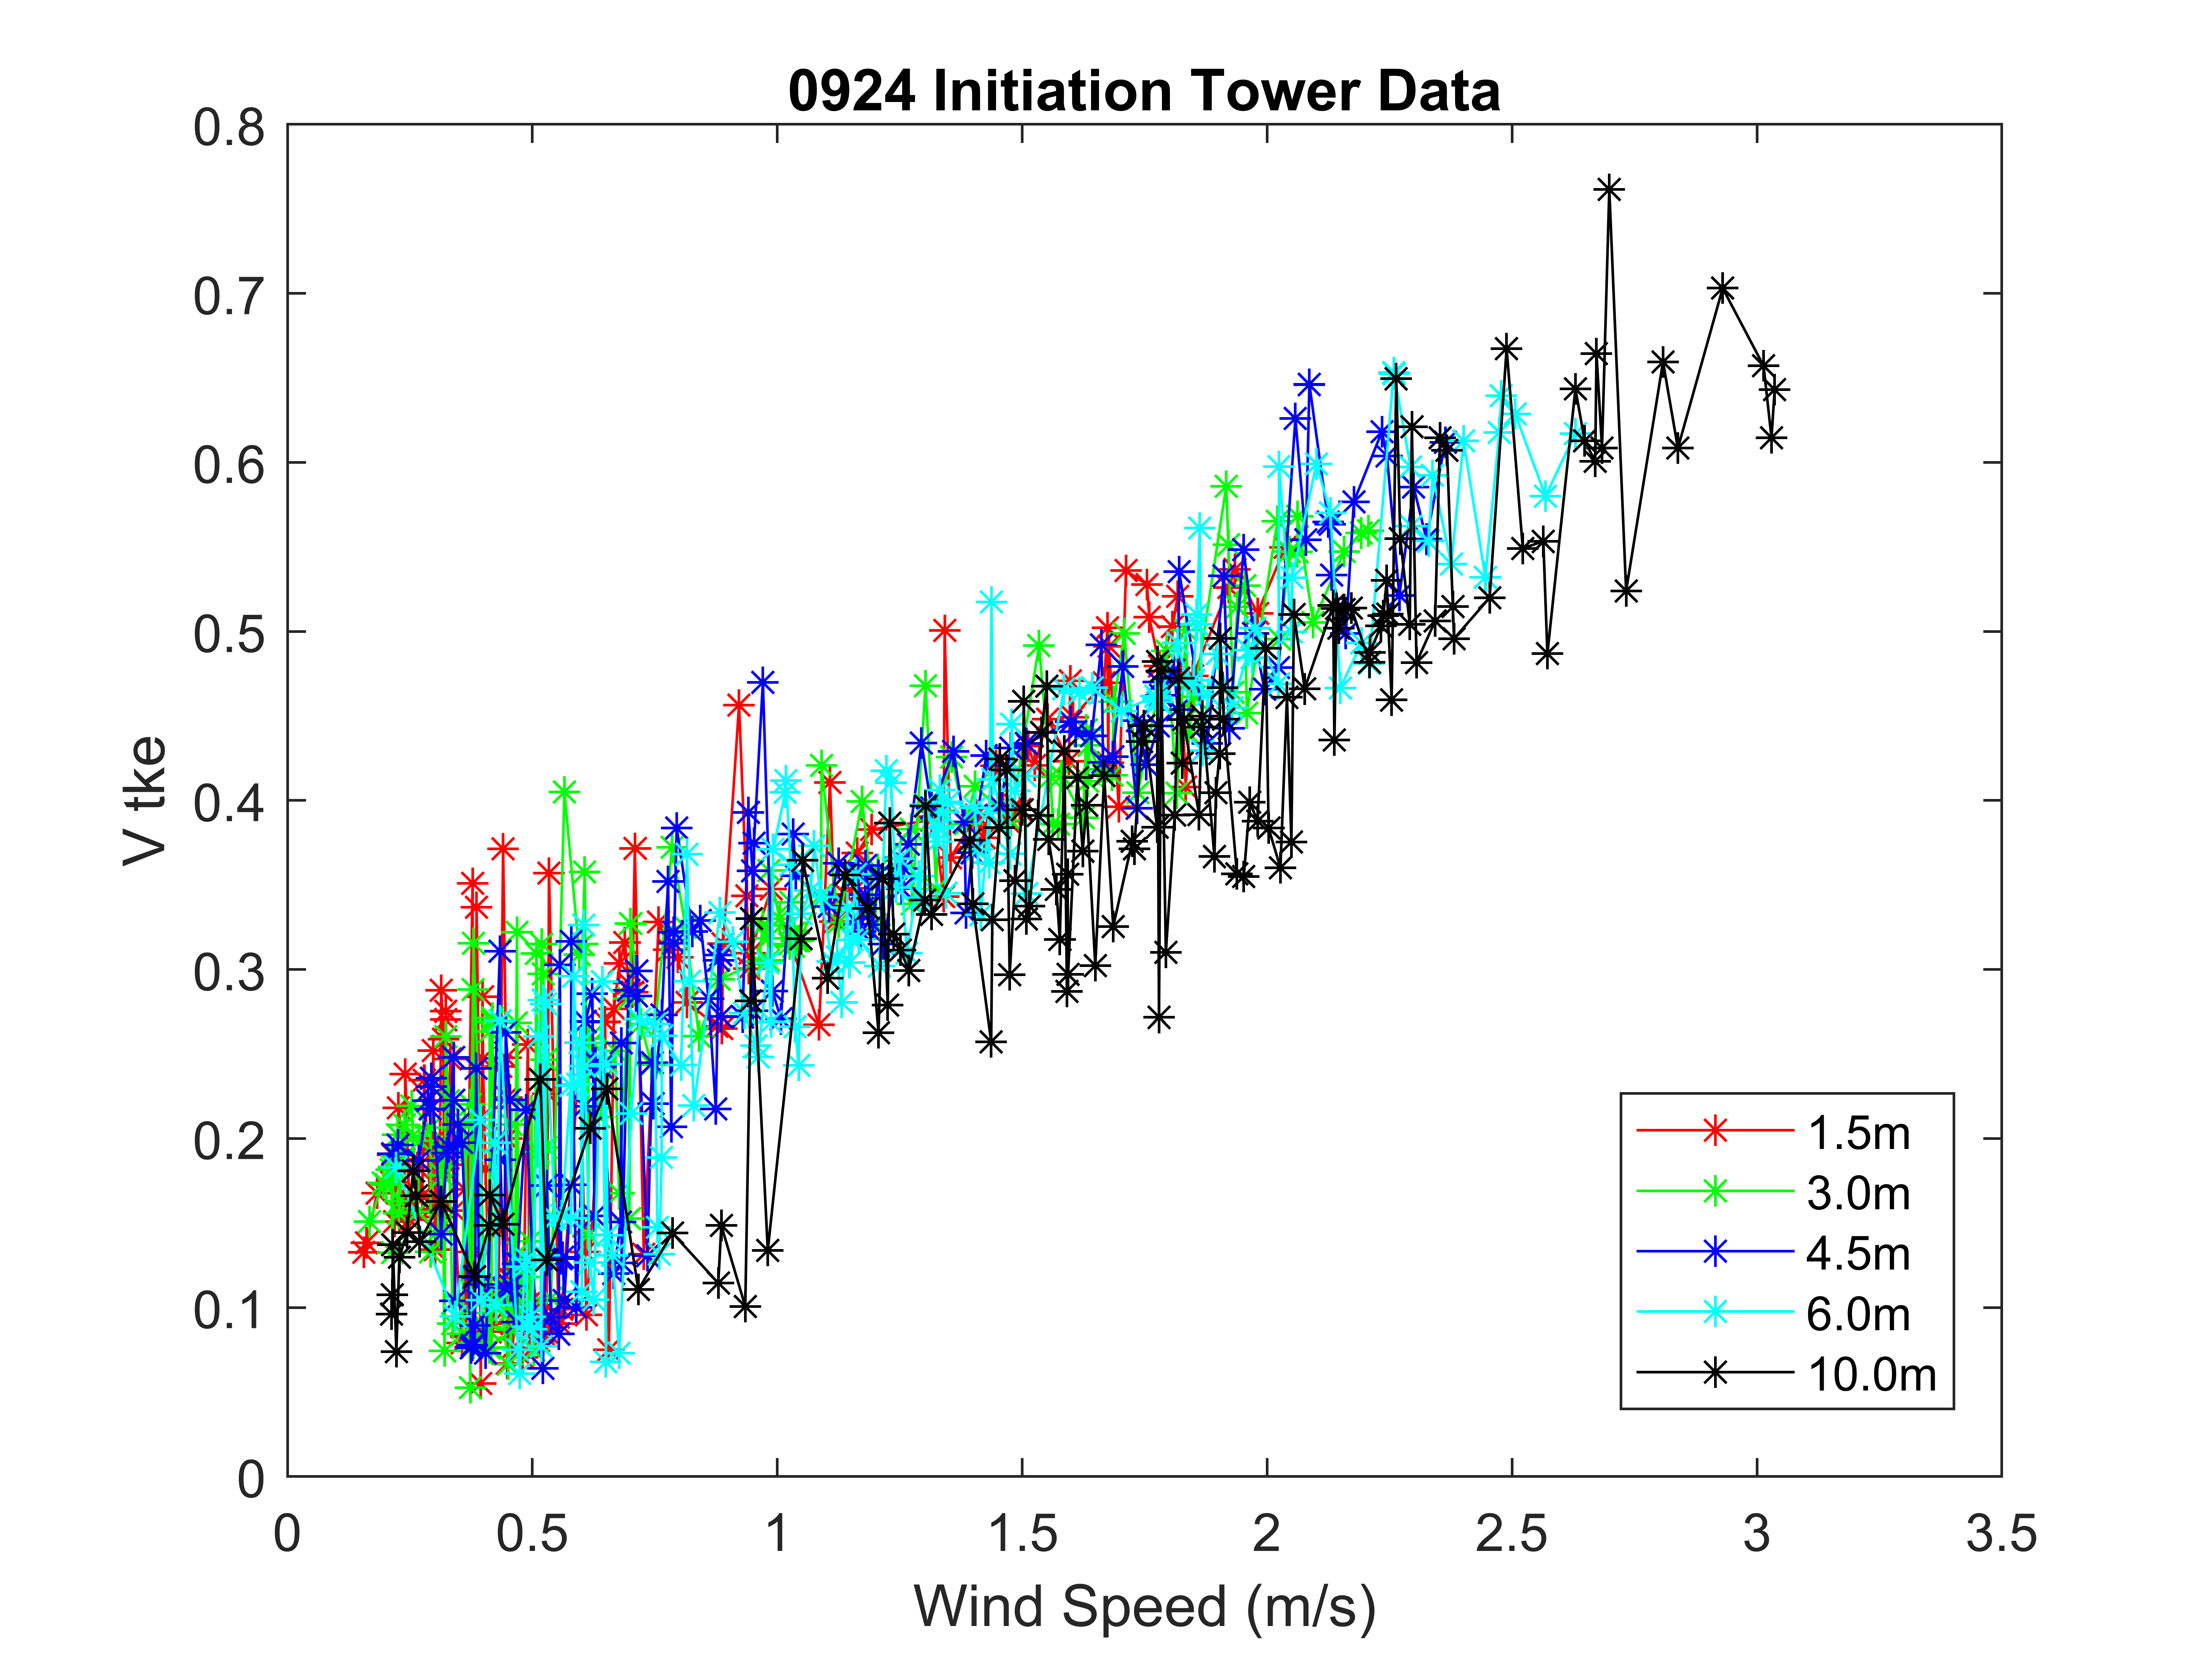 0924 Initiation Tower Data
0.8
0.7
0.6
0.5
0.4
0.3
0.2
0.1
0
V tke
0 0.5 1 1.5 2 2.5 3 3.5
Wind Speed (m/s)
1.5m
3.0m
4.5m
6.0m
10.0m